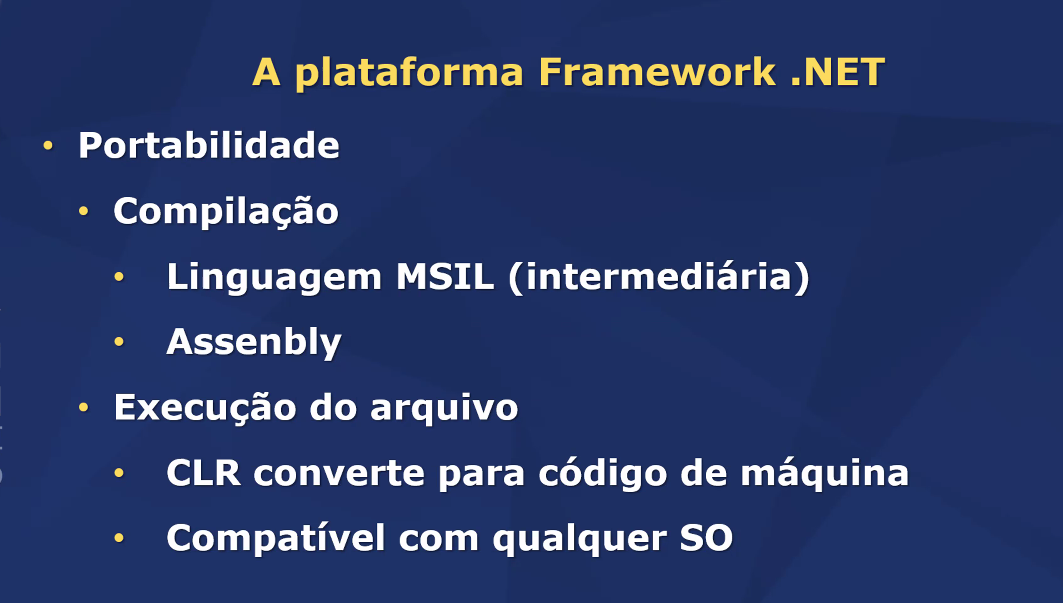 A plataforma Framework .NET
• Portabilidade
• Compilação
• Linguagem MSIL (intermediária)
• Assenbly
• Execução do arquivo
• CLR converte para código de máquina
• Compatível com qualquer SO